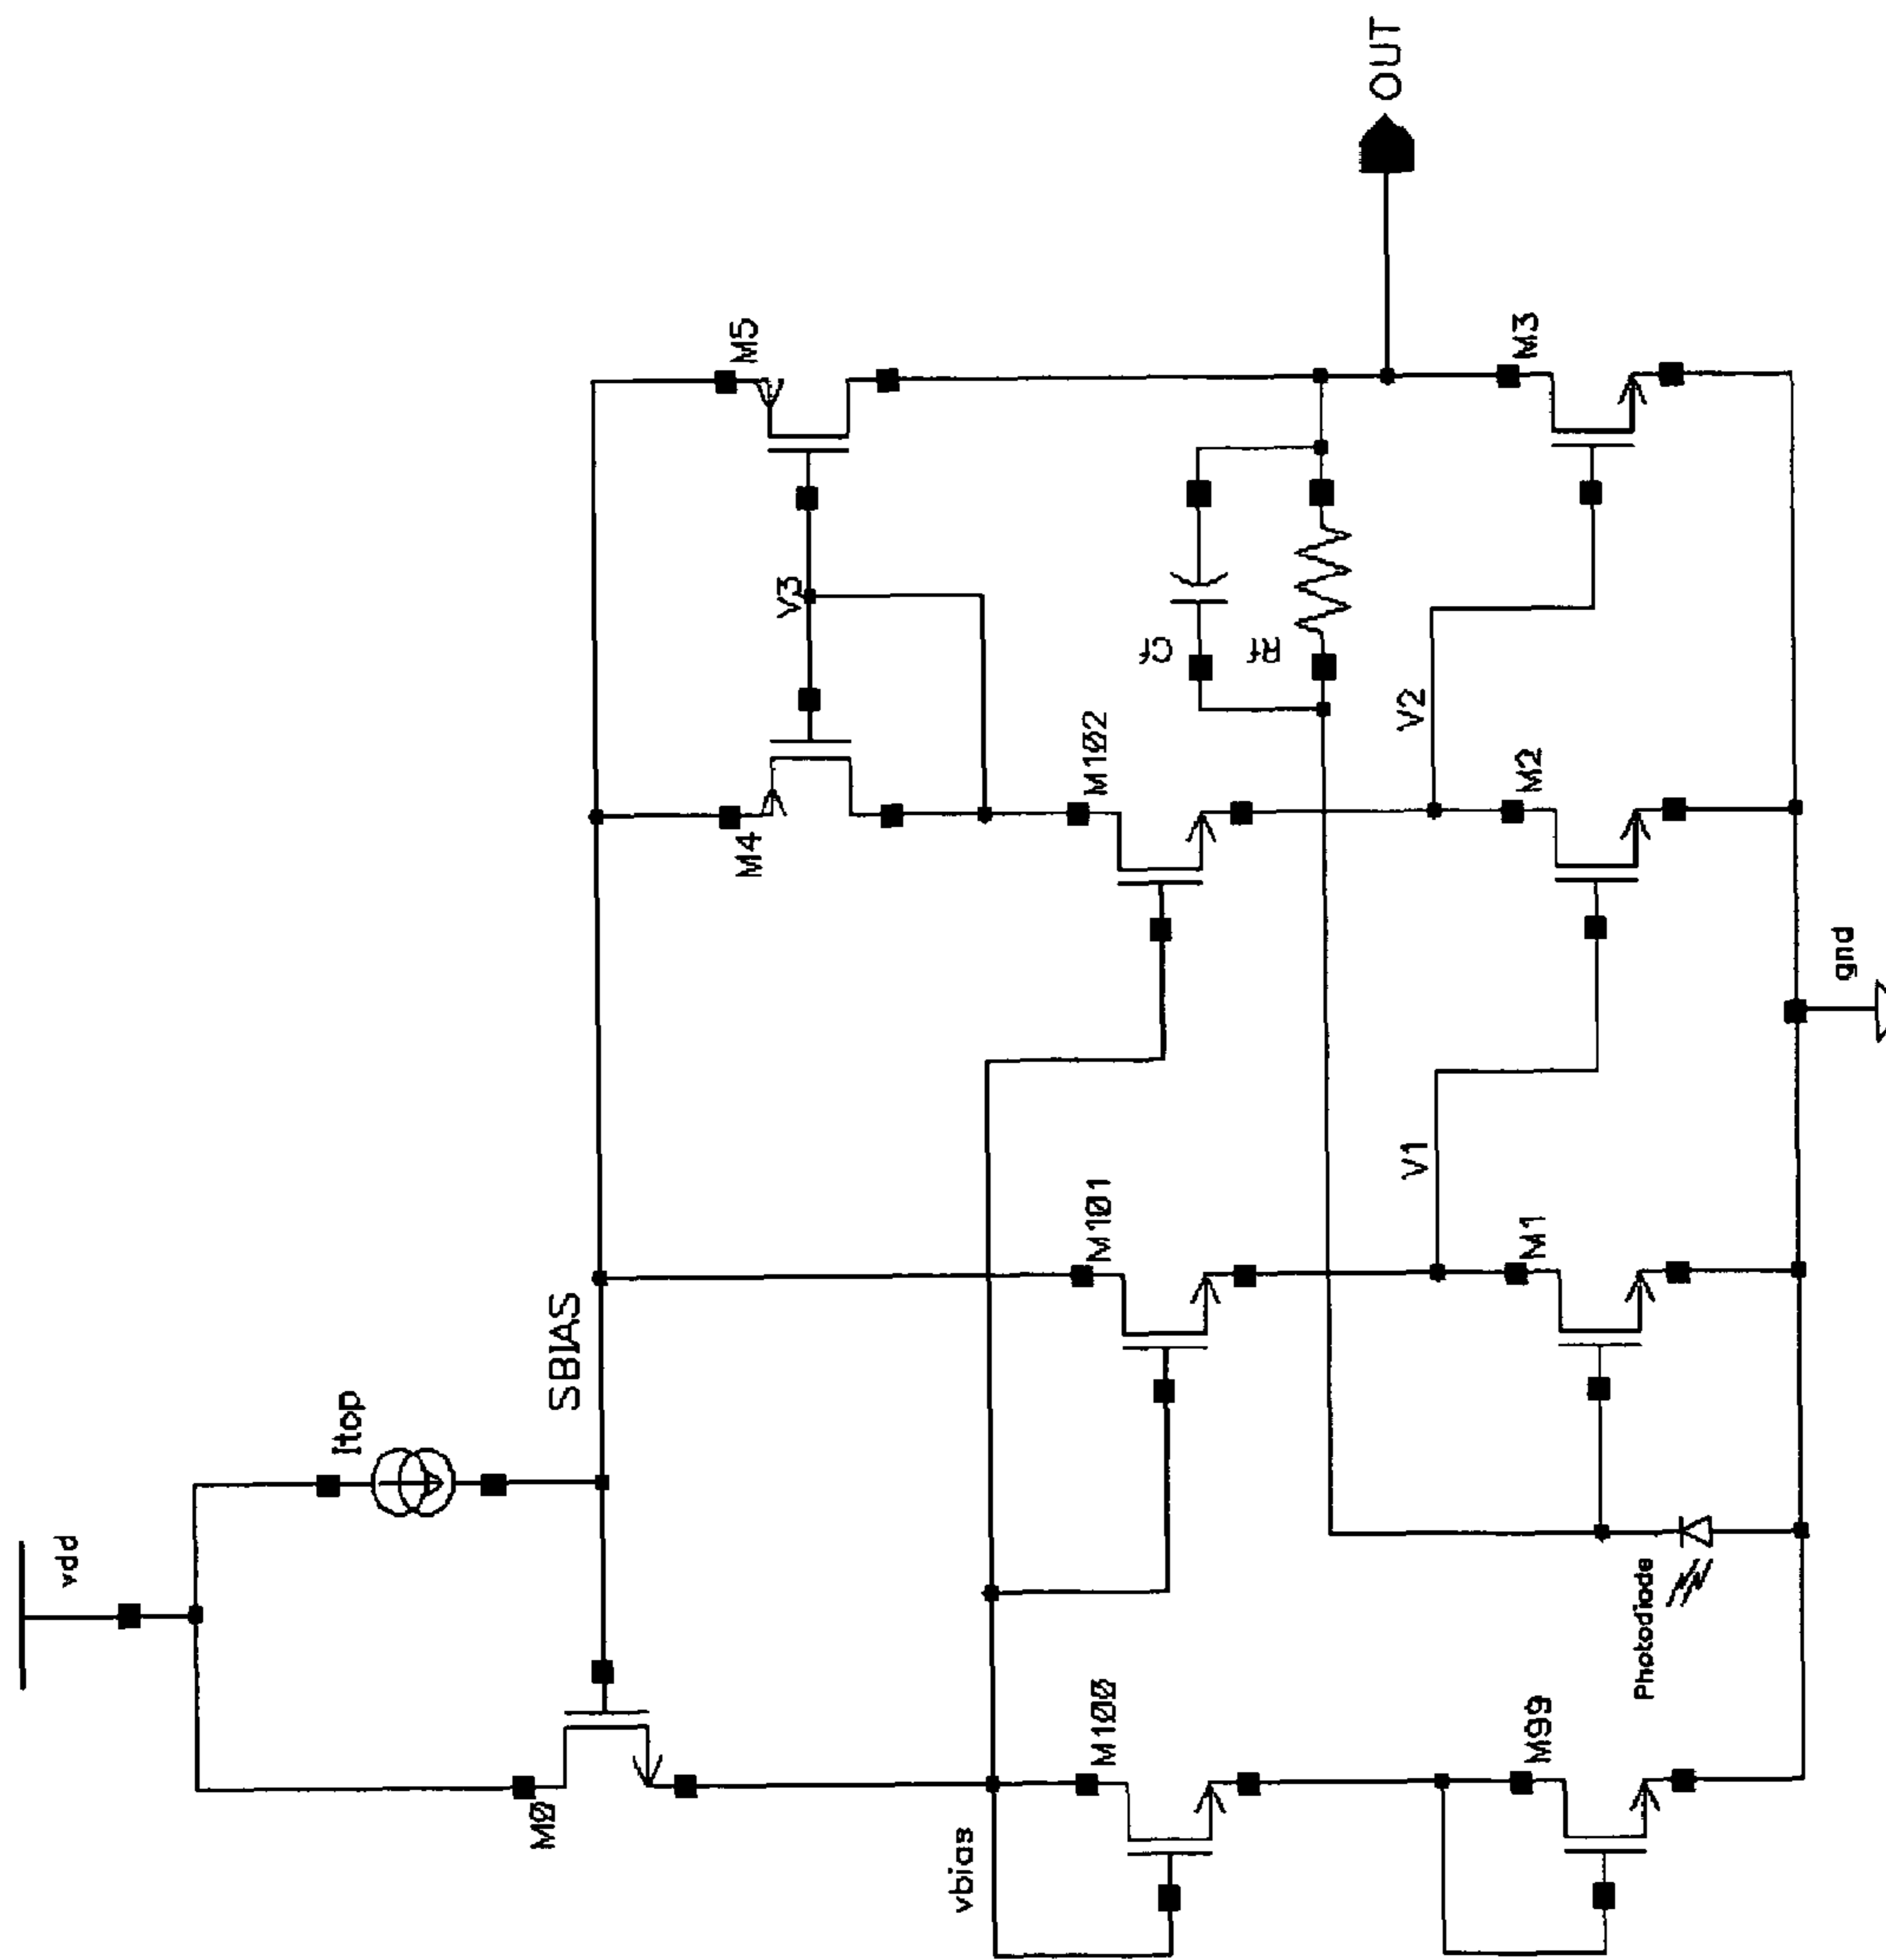 vdd
Itop
M0
SBIAS
M4
M5
V3
vbias
M100
M101
M102
Cf
Rf
OUT
V1
V2
M99
Photodiode
M1
M2
M3
gnd